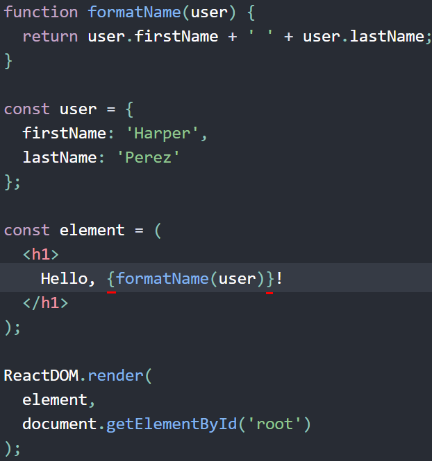 function formatName(user) {
  return user.firstName + ' ' + user.lastName;
}

const user = {
  firstName: 'Harper',
  lastName: 'Perez'
};

const element = (
  <h1>
    Hello, {formatName(user)}!
  </h1>
);

ReactDOM.render(
  element,
  document.getElementById('root')
);